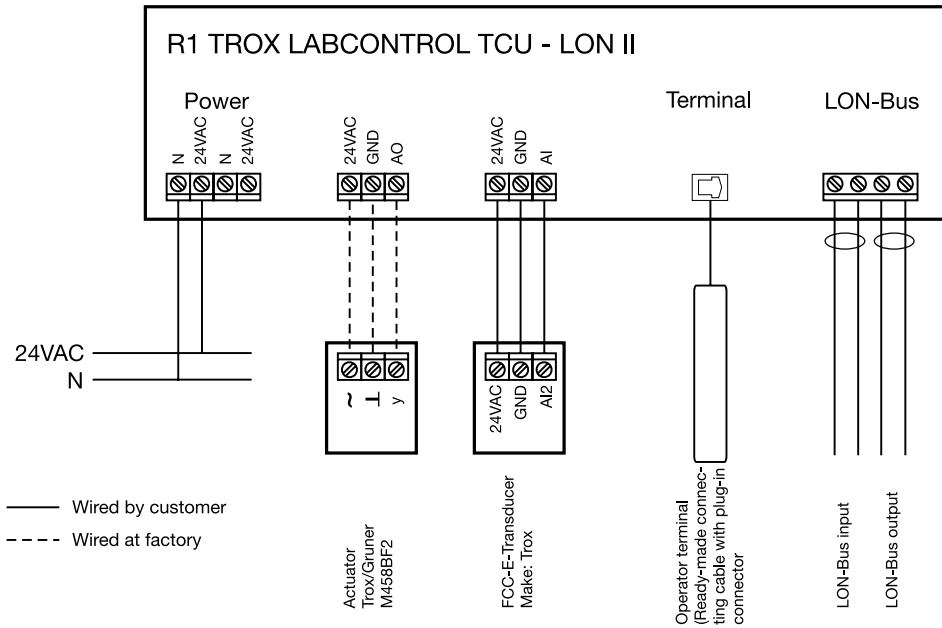 R1 TROX LABCONTROL TCU - LON II
Power
Terminal
LON-Bus
N
24VAC
N
24VAC
24VAC
GND
AO
24VAC
GND
AI
24VAC
N
~
⊥
y
24VAC
GND
AI2
Wired by customer
Wired at factory
Actuator
Trox/Gruner
M458BF2
FCC-E-Transducer
Make: Trox
Operator terminal
(Ready-made connec-
ting cable with plug-in
connector
LON-Bus input
LON-Bus output